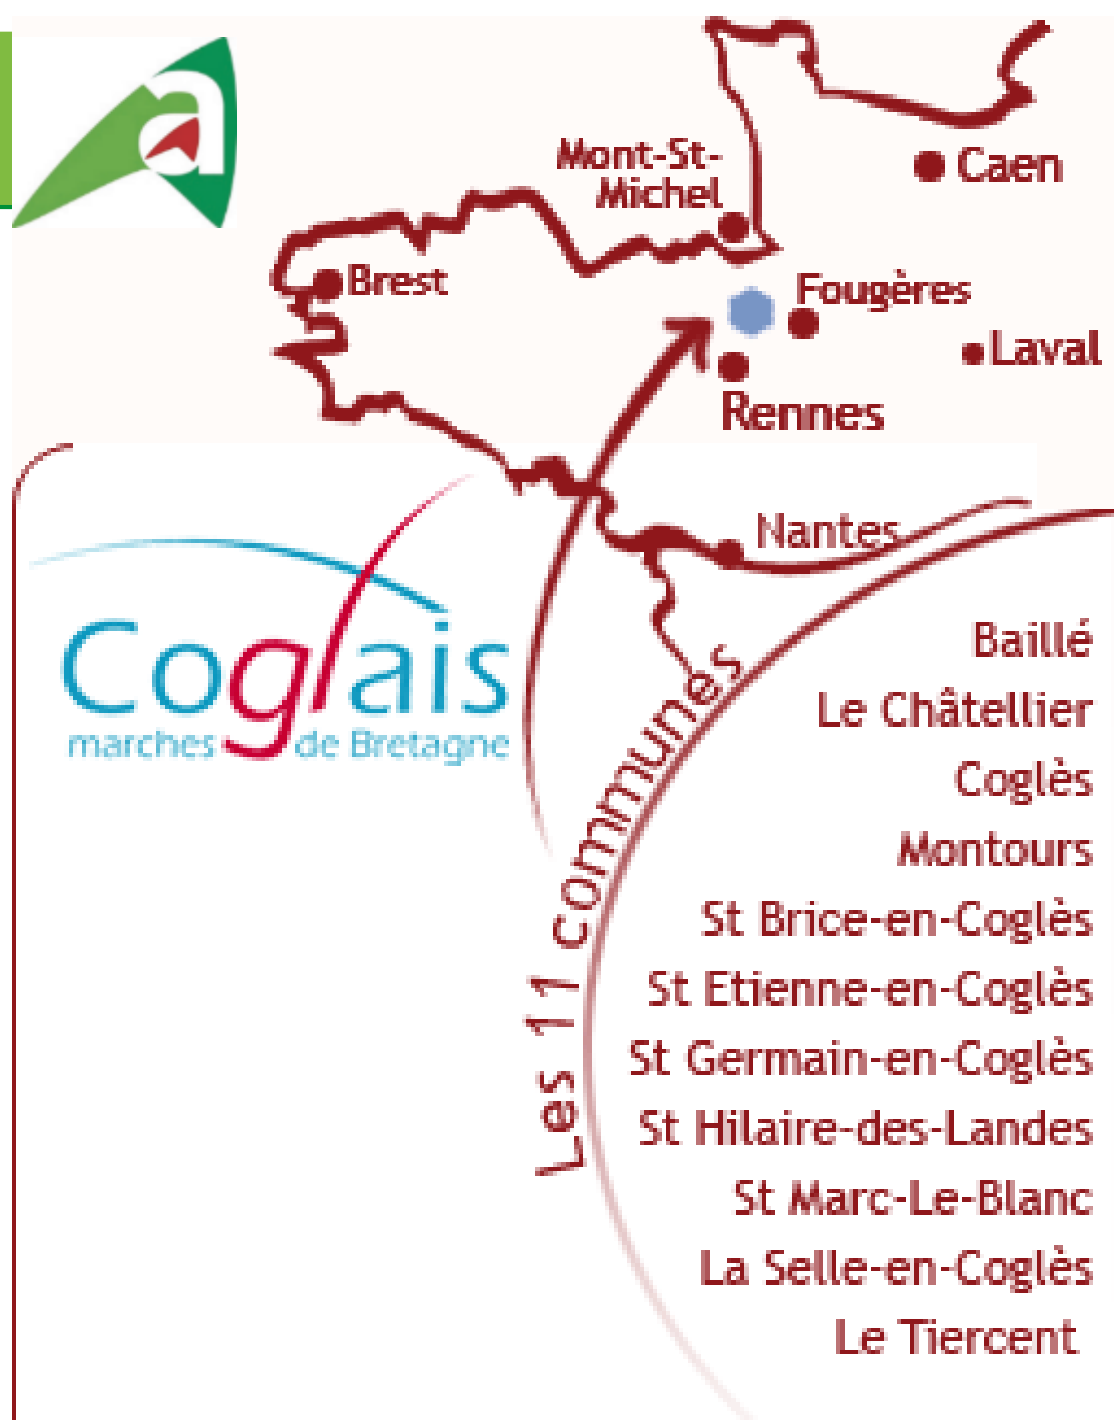 a
Mont-St-
Michel
Caen
Brest
Fougères
Laval
Rennes
Nantes
Coglais
marches de Bretagne
Les 11 communes
Baillé
Le Châtellier
Coglès
Montours
St Brice-en-Coglès
St Etienne-en-Coglès
St Germain-en-Coglès
St Hilaire-des-Landes
St Marc-Le-Blanc
La Selle-en-Coglès
Le Tiercent